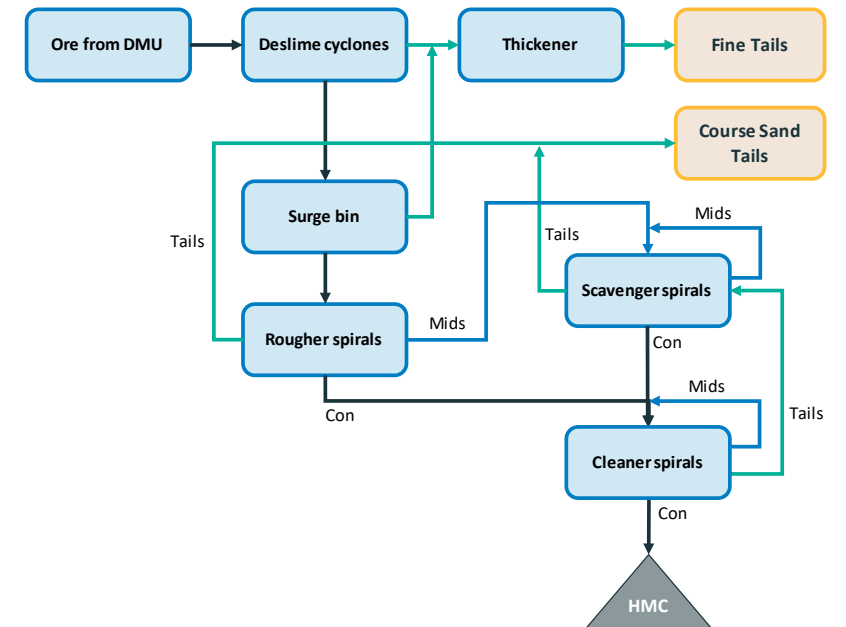 Ore from DMU
Deslime cyclones
Thickener
Fine Tails
Course Sand
Tails
Surge bin
Mids
Tails
Tails
Scavenger spirals
Rougher spirals
Mids
Con
Mids
Con
Tails
Cleaner spirals
Con
HMC